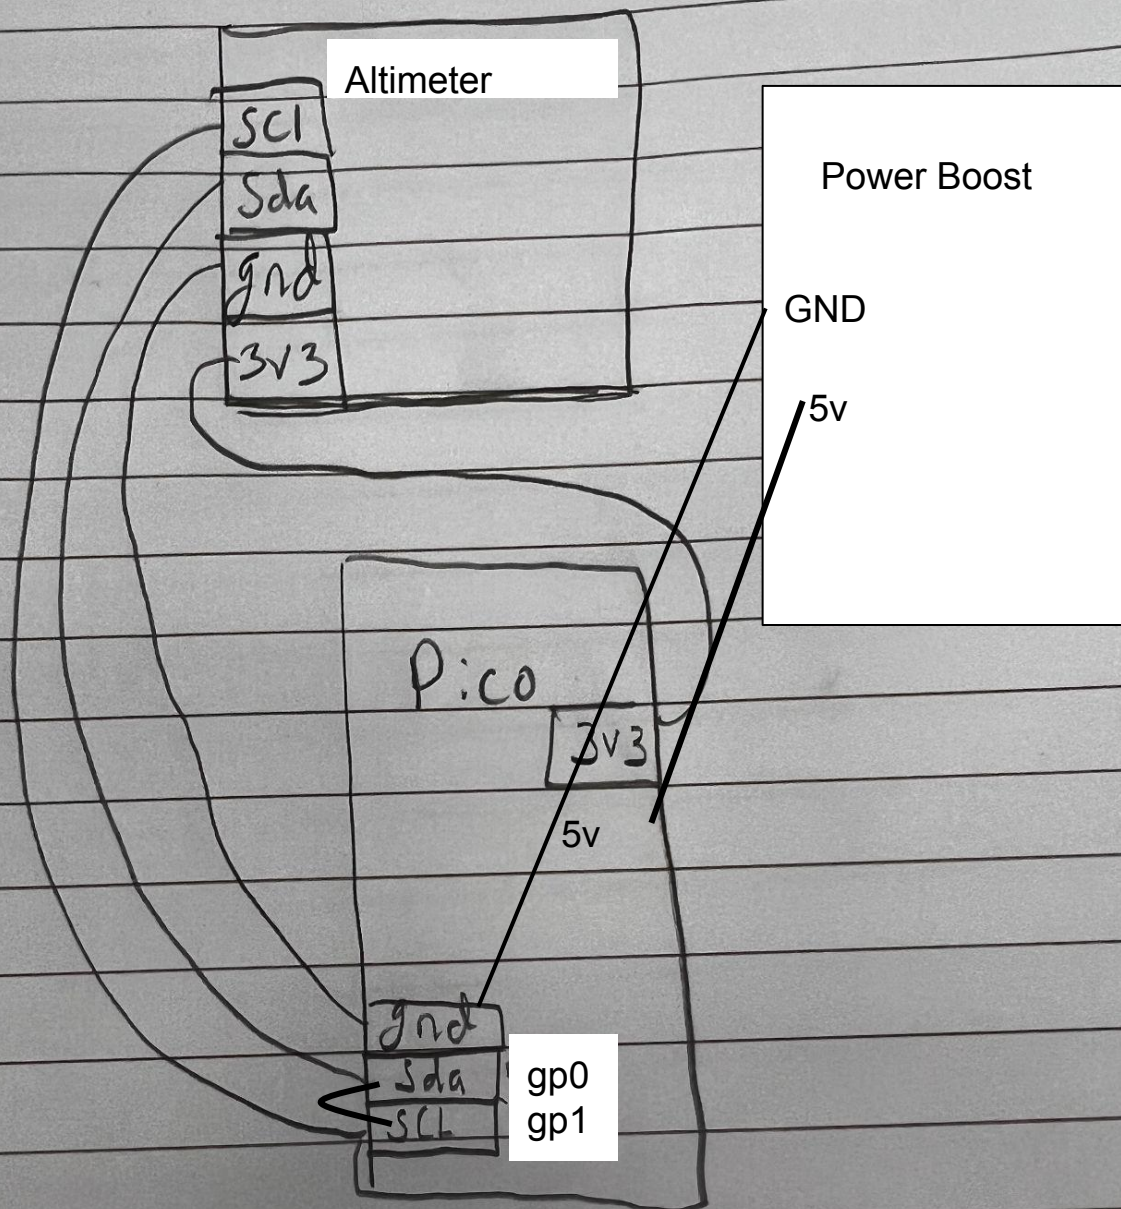 Altimeter
SCl
Sda
gnd
3v3
Power Boost
GND
5v
Pico
3v3
5v
gnd
Sda
SCL
gp0
gp1